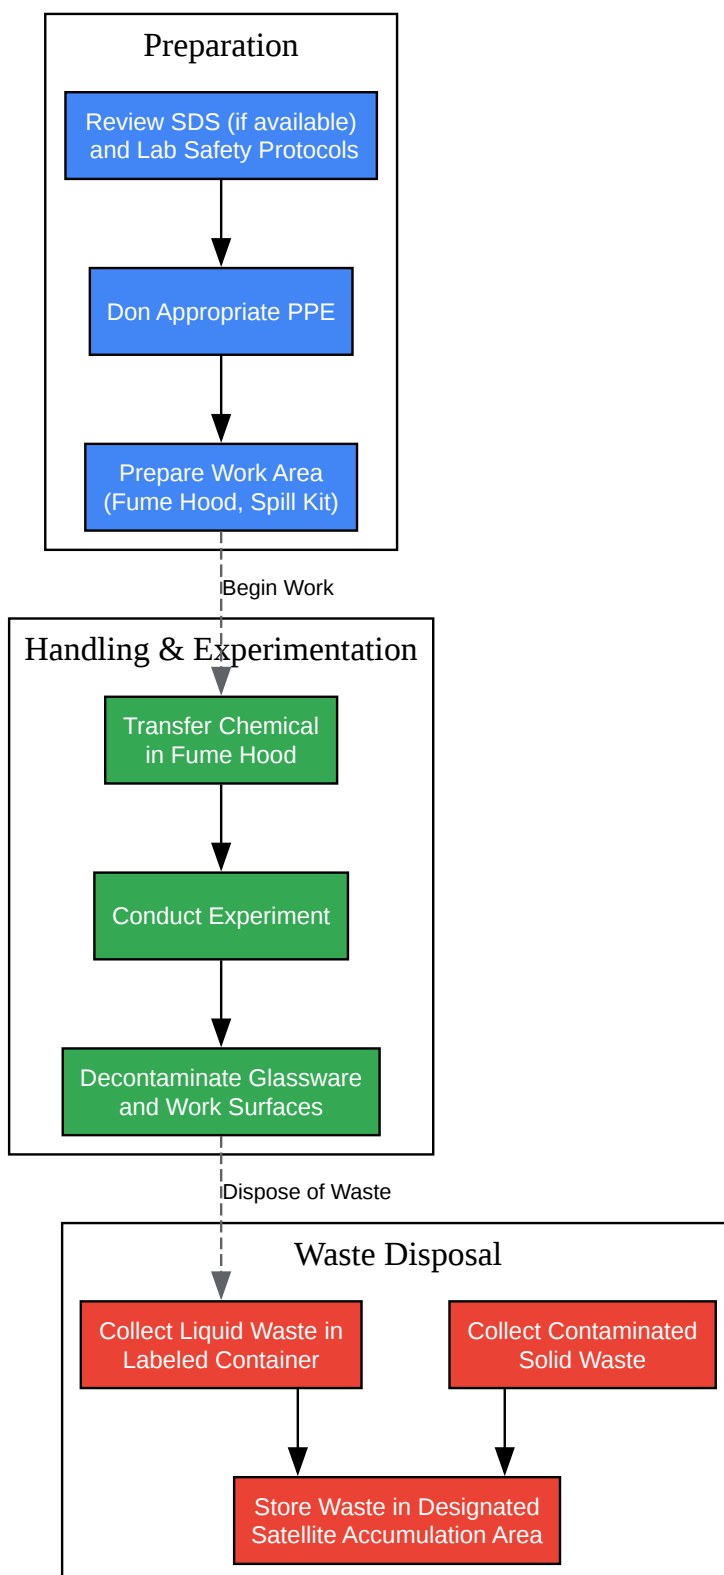 Preparation
Review SDS (if available)
and Lab Safety Protocols
Don Appropriate PPE
Prepare Work Area
(Fume Hood, Spill Kit)
Begin Work
Handling & Experimentation
Transfer Chemical
in Fume Hood
Conduct Experiment
Decontaminate Glassware
and Work Surfaces
Dispose of Waste
Waste Disposal
Collect Liquid Waste in
Labeled Container
Collect Contaminated
Solid Waste
Store Waste in Designated
Satellite Accumulation Area